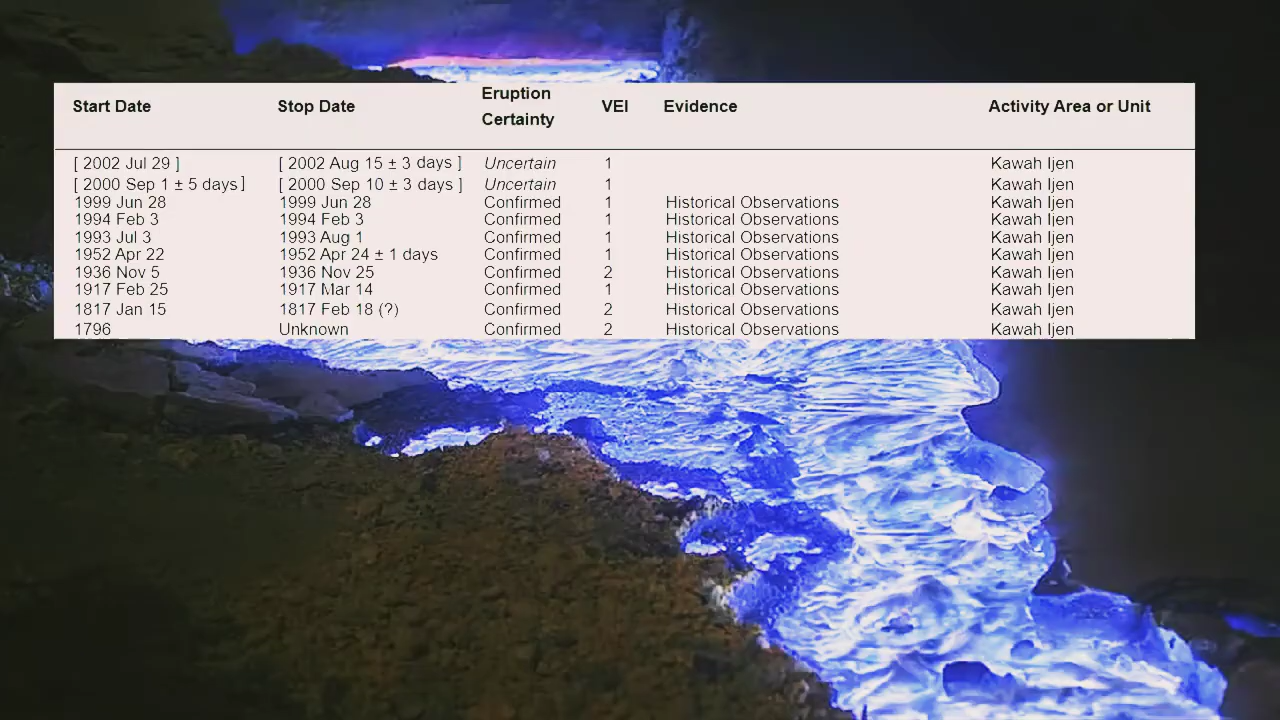 Start Date Stop Date Eruption Certainty VEI Evidence Activity Area or Unit
[ 2002 Jul 29 ] [ 2002 Aug 15 ± 3 days ] Uncertain 1 Kawah Ijen
[ 2000 Sep 1 ± 5 days ] [ 2000 Sep 10 ± 3 days ] Uncertain 1 Kawah Ijen
1999 Jun 28 1999 Jun 28 Confirmed 1 Historical Observations Kawah Ijen
1994 Feb 3 1994 Feb 3 Confirmed 1 Historical Observations Kawah Ijen
1993 Jul 3 1993 Aug 1 Confirmed 1 Historical Observations Kawah Ijen
1952 Apr 22 1952 Apr 24 ± 1 days Confirmed 1 Historical Observations Kawah Ijen
1936 Nov 5 1936 Nov 25 Confirmed 2 Historical Observations Kawah Ijen
1917 Feb 25 1917 Mar 14 Confirmed 1 Historical Observations Kawah Ijen
1817 Jan 15 1817 Feb 18 (?) Confirmed 2 Historical Observations Kawah Ijen
1796 Unknown Confirmed 2 Historical Observations Kawah Ijen